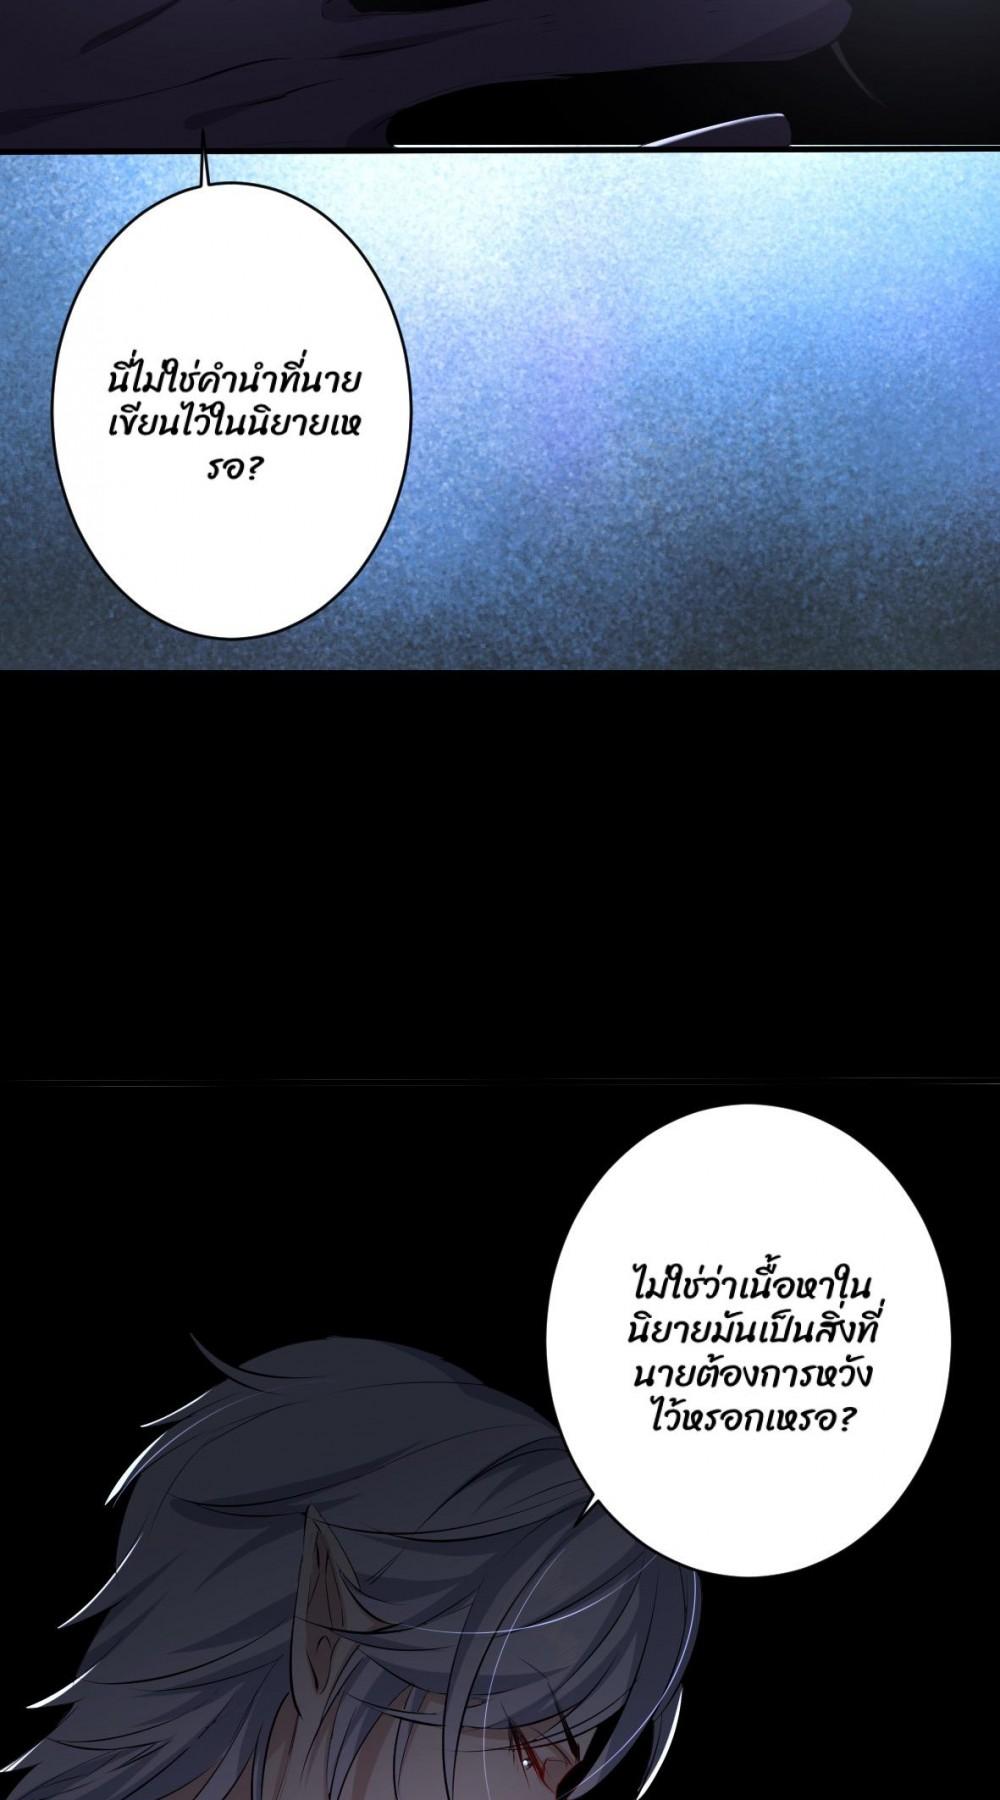 นี่ไม่ใช่คำนำที่นาย
เขียนไว้ในนิยายเห
รอ?
ไม่ใช่ว่าเนื้อหาใน
นิยายมันเป็นสิ่งที่
นายต้องการหวัง
ไว้หรอกเหรอ?